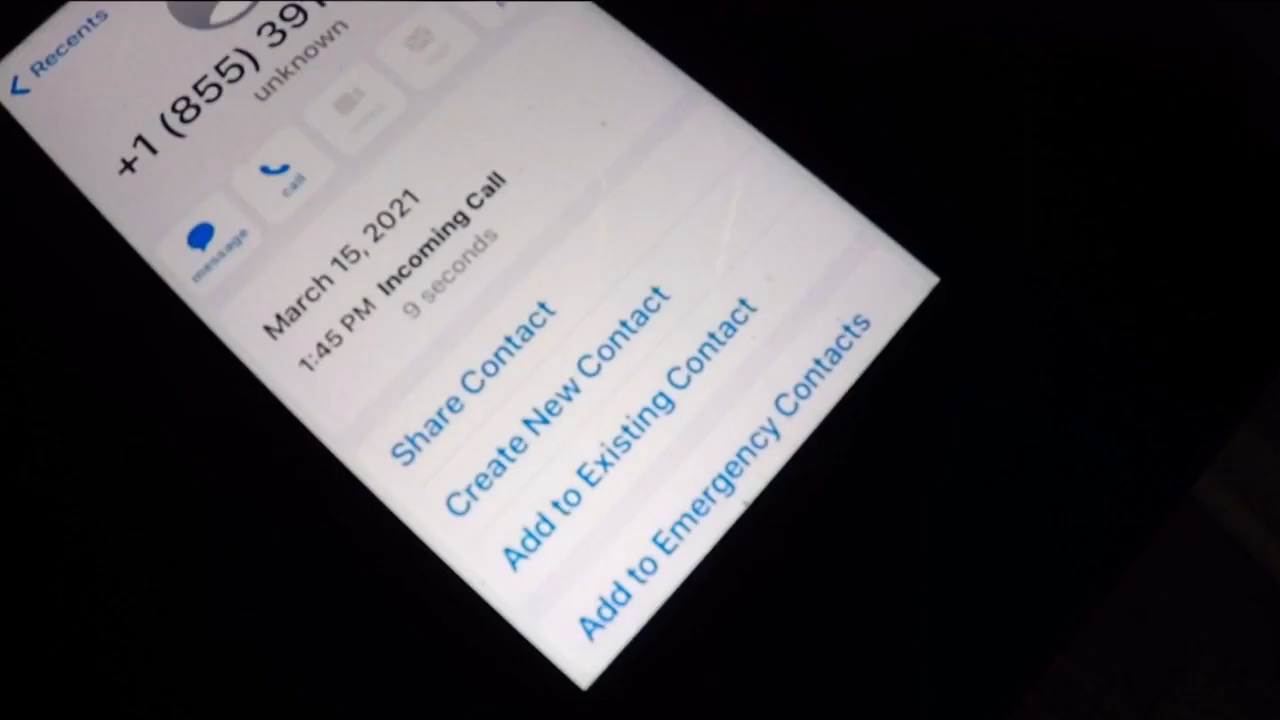 Recents
+1 (855) 391
unknown
message
call
March 15, 2021
1:45 PM Incoming Call
9 seconds
Share Contact
Create New Contact
Add to Existing Contact
Add to Emergency Contacts